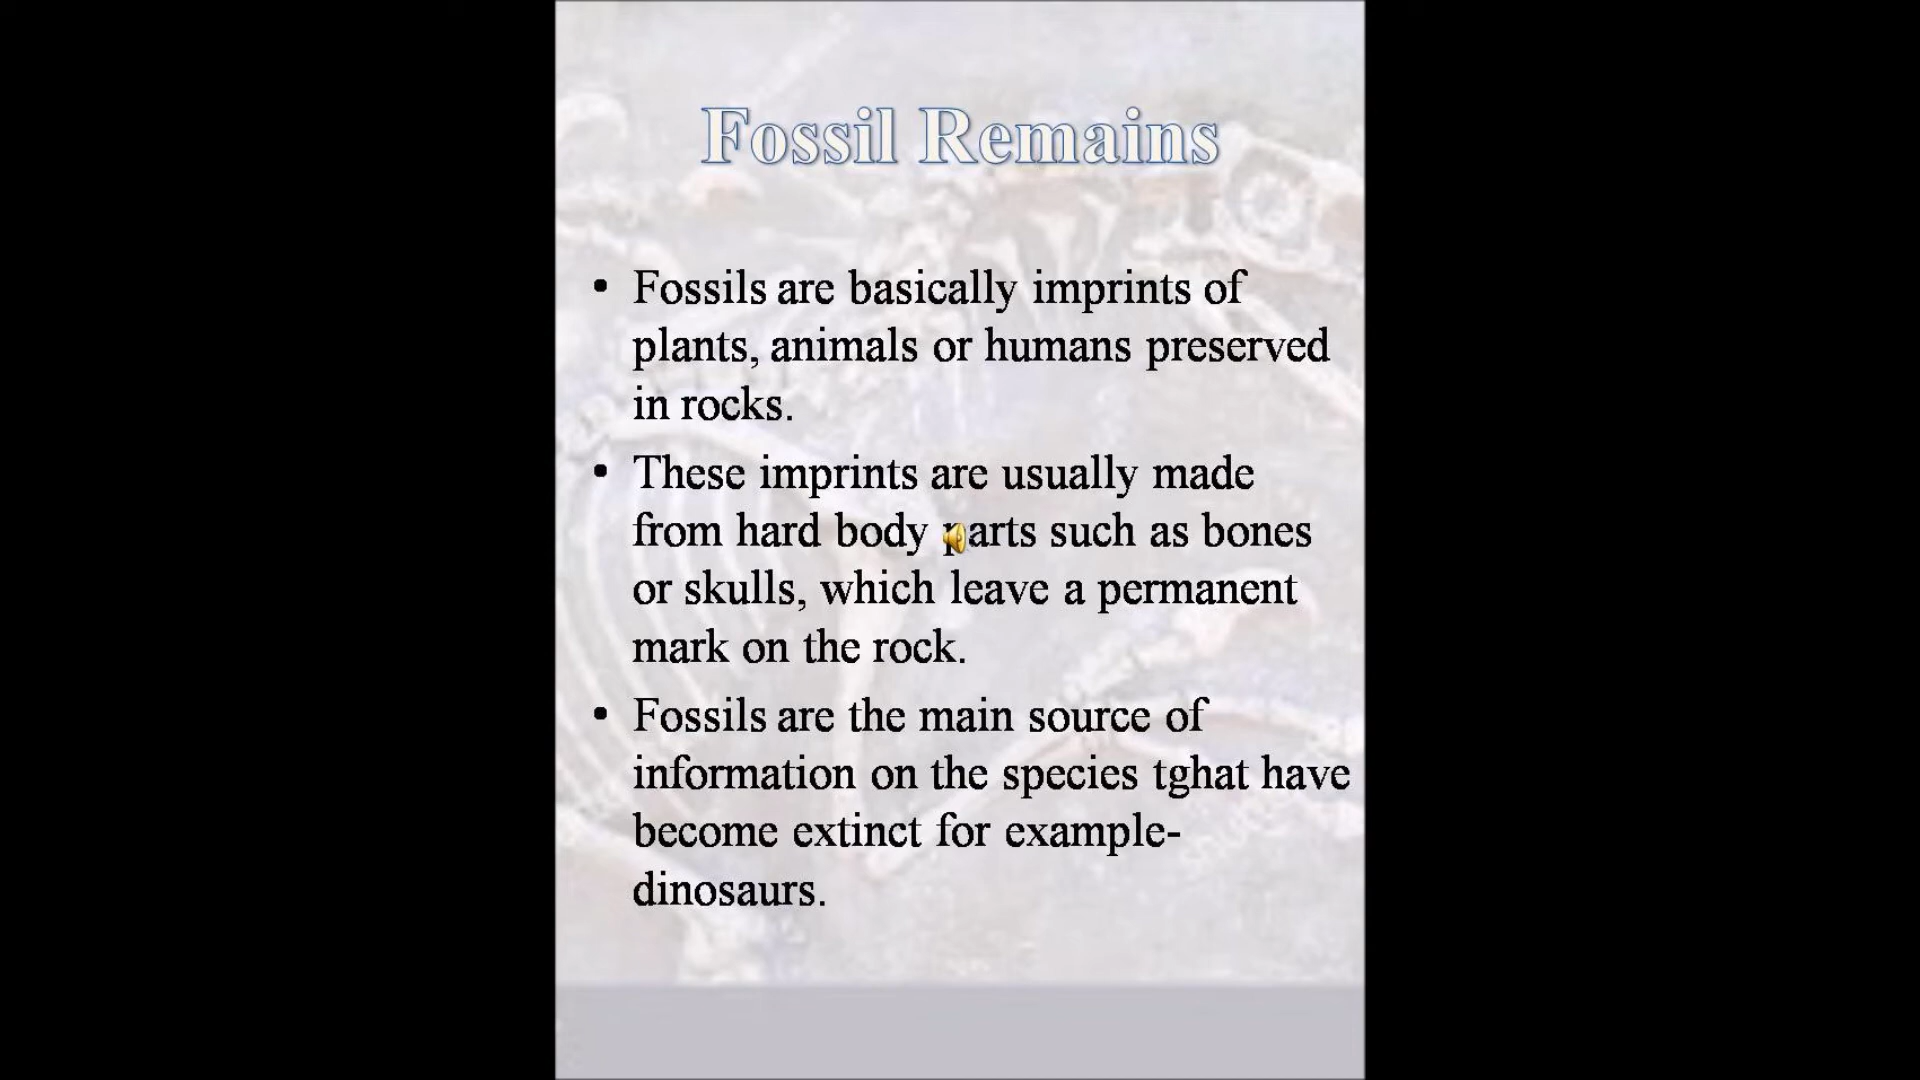 Fossil Remains
• Fossils are basically imprints of
plants, animals or humans preserved
in rocks.
• These imprints are usually made
from hard body parts such as bones
or skulls, which leave a permanent
mark on the rock.
• Fossils are the main source of
information on the species tghat have
become extinct for example-
dinosaurs.